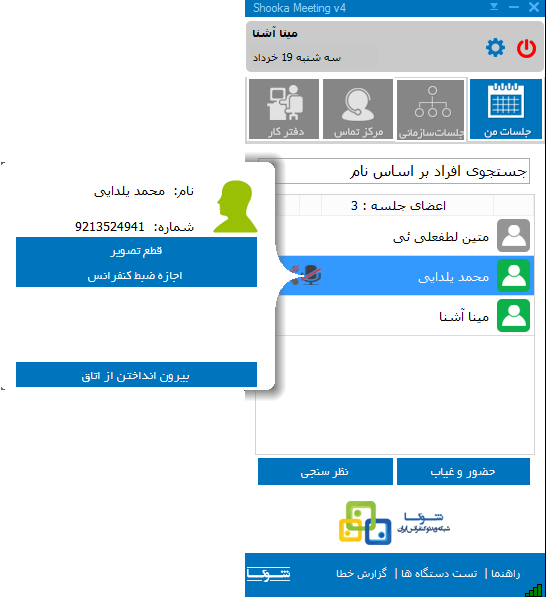 Shooka Meeting v4
مینا آشنا
سه شنبه 19 خرداد
جلسات من
جلسات‌سازمانی
مرکز تماس
دفتر کار
جستجوی افراد بر اساس نام
اعضای جلسه : 3
متین لطفعلی ئی
محمد یلدایی
مینا آشنا
نام: محمد یلدایی
شماره: 9213524941
قطع تصویر
اجازه ضبط کنفرانس
بیرون انداختن از اتاق
حضور و غیاب
نظر سنجی
شوکا
شبکه ویدئو کنفرانس ایران
راهنما | تست دستگاه ها | گزارش خطا
شوکا